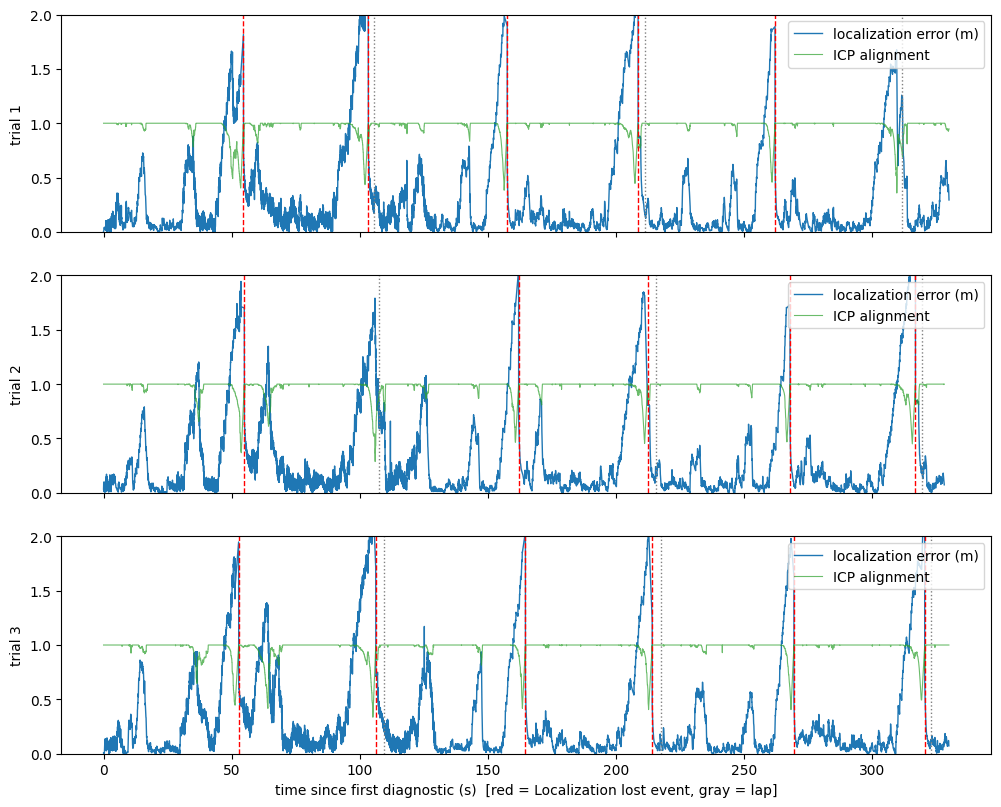 2.0
1.5
1.0
0.5
0.0
trial 1
localization error (m)
ICP alignment
2.0
1.5
1.0
0.5
0.0
trial 2
localization error (m)
ICP alignment
2.0
1.5
1.0
0.5
0.0
trial 3
localization error (m)
ICP alignment
0 50 100 150 200 250 300
time since first diagnostic (s) [red = Localization lost event, gray = lap]